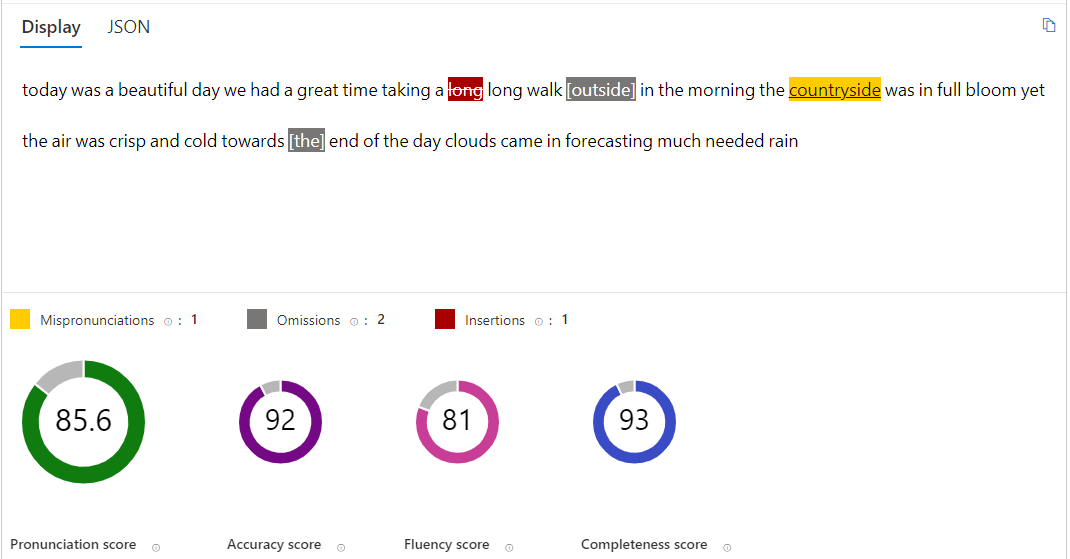 Display JSON
today was a beautiful day we had a great time taking a long long walk [outside] in the morning the countryside was in full bloom yet
the air was crisp and cold towards [the] end of the day clouds came in forecasting much needed rain
Mispronunciations : 1 Omissions : 2 Insertions : 1
85.6 92 81 93
Pronunciation score Accuracy score Fluency score Completeness score